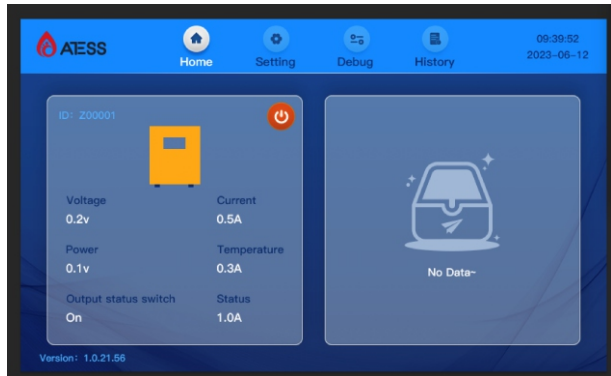 ATESS
Home
Setting
Debug
History
09:39:52
2023-06-12
ID: Z00001
Voltage
Current
0.2v
0.5A
Power
Temperature
0.1v
0.3A
Output status switch
Status
On
1.0A
No Data~
Version: 1.0.21.56